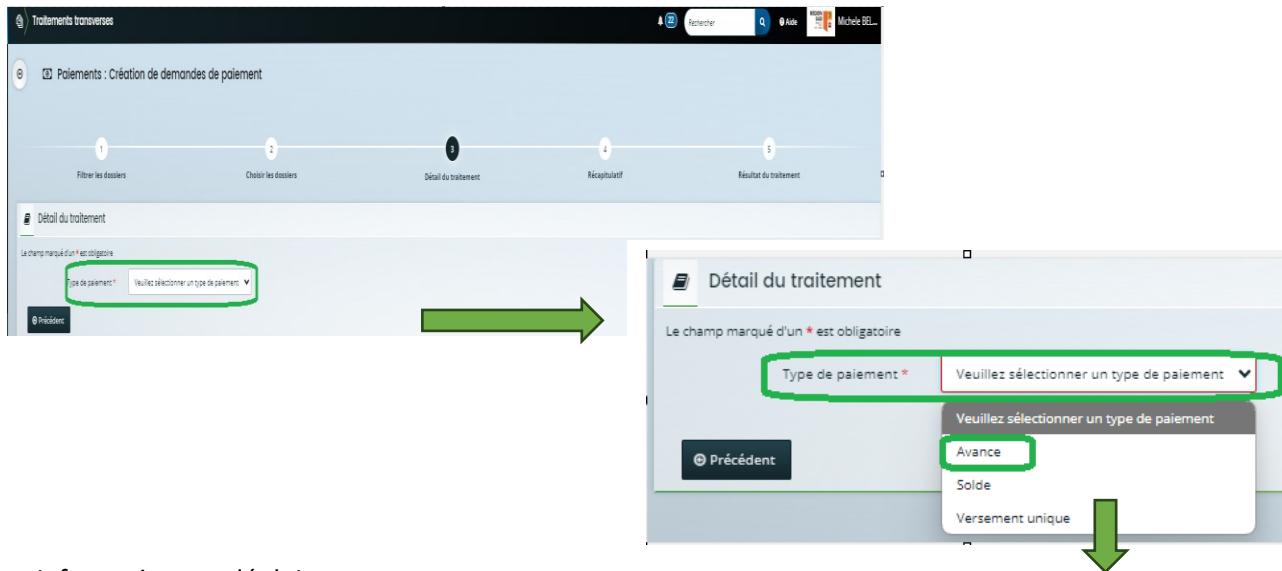 Traitements transverses
22
Rechercher
Aide
Michele BEL...
Paiements : Création de demandes de paiement
1
2
3
4
5
Filtrer les dossiers
Choisir les dossiers
Détail du traitement
Récapitulatif
Résultat du traitement
Détail du traitement
Le champ marqué d'un * est obligatoire
Type de paiement *
Veuillez sélectionner un type de paiement
Précédent
Détail du traitement
Le champ marqué d'un * est obligatoire
Type de paiement *
Veuillez sélectionner un type de paiement
Veuillez sélectionner un type de paiement
Avance
Solde
Versement unique
Précédent